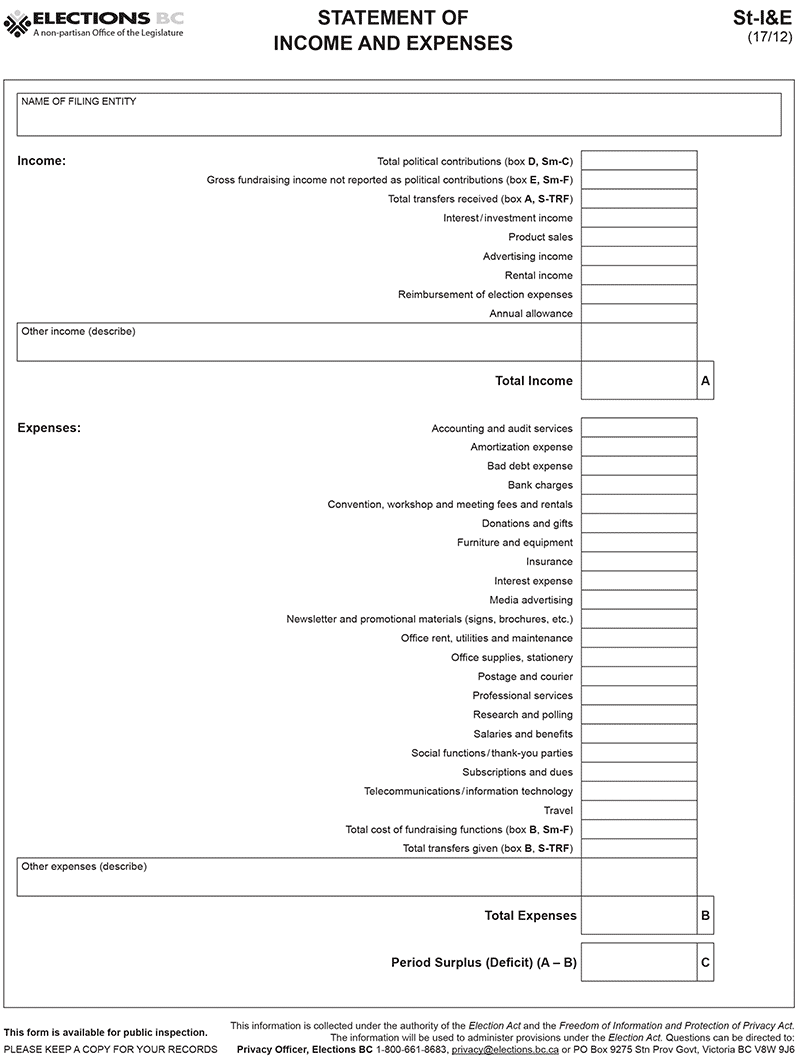 ELECTIONS BC
A non-partisan Office of the Legislature
STATEMENT OF
INCOME AND EXPENSES
St-I&E
(17/12)
NAME OF FILING ENTITY
Income:
Total political contributions (box D, Sm-C)
Gross fundraising income not reported as political contributions (box E, Sm-F)
Total transfers received (box A, S-TRF)
Interest/investment income
Product sales
Advertising income
Rental income
Reimbursement of election expenses
Annual allowance
Other income (describe)
Total Income A
Expenses:
Accounting and audit services
Amortization expense
Bad debt expense
Bank charges
Convention, workshop and meeting fees and rentals
Donations and gifts
Furniture and equipment
Insurance
Interest expense
Media advertising
Newsletter and promotional materials (signs, brochures, etc.)
Office rent, utilities and maintenance
Office supplies, stationery
Postage and courier
Professional services
Research and polling
Salaries and benefits
Social functions/thank-you parties
Subscriptions and dues
Telecommunications/information technology
Travel
Total cost of fundraising functions (box B, Sm-F)
Total transfers given (box B, S-TRF)
Other expenses (describe)
Total Expenses B
Period Surplus (Deficit) (A – B) C
This form is available for public inspection.
PLEASE KEEP A COPY FOR YOUR RECORDS
This information is collected under the authority of the Election Act and the Freedom of Information and Protection of Privacy Act.
The information will be used to administer provisions under the Election Act. Questions can be directed to:
Privacy Officer, Elections BC 1-800-661-8683, privacy@elections.bc.ca or PO Box 9275 Stn Prov Govt, Victoria BC V8W 9J6